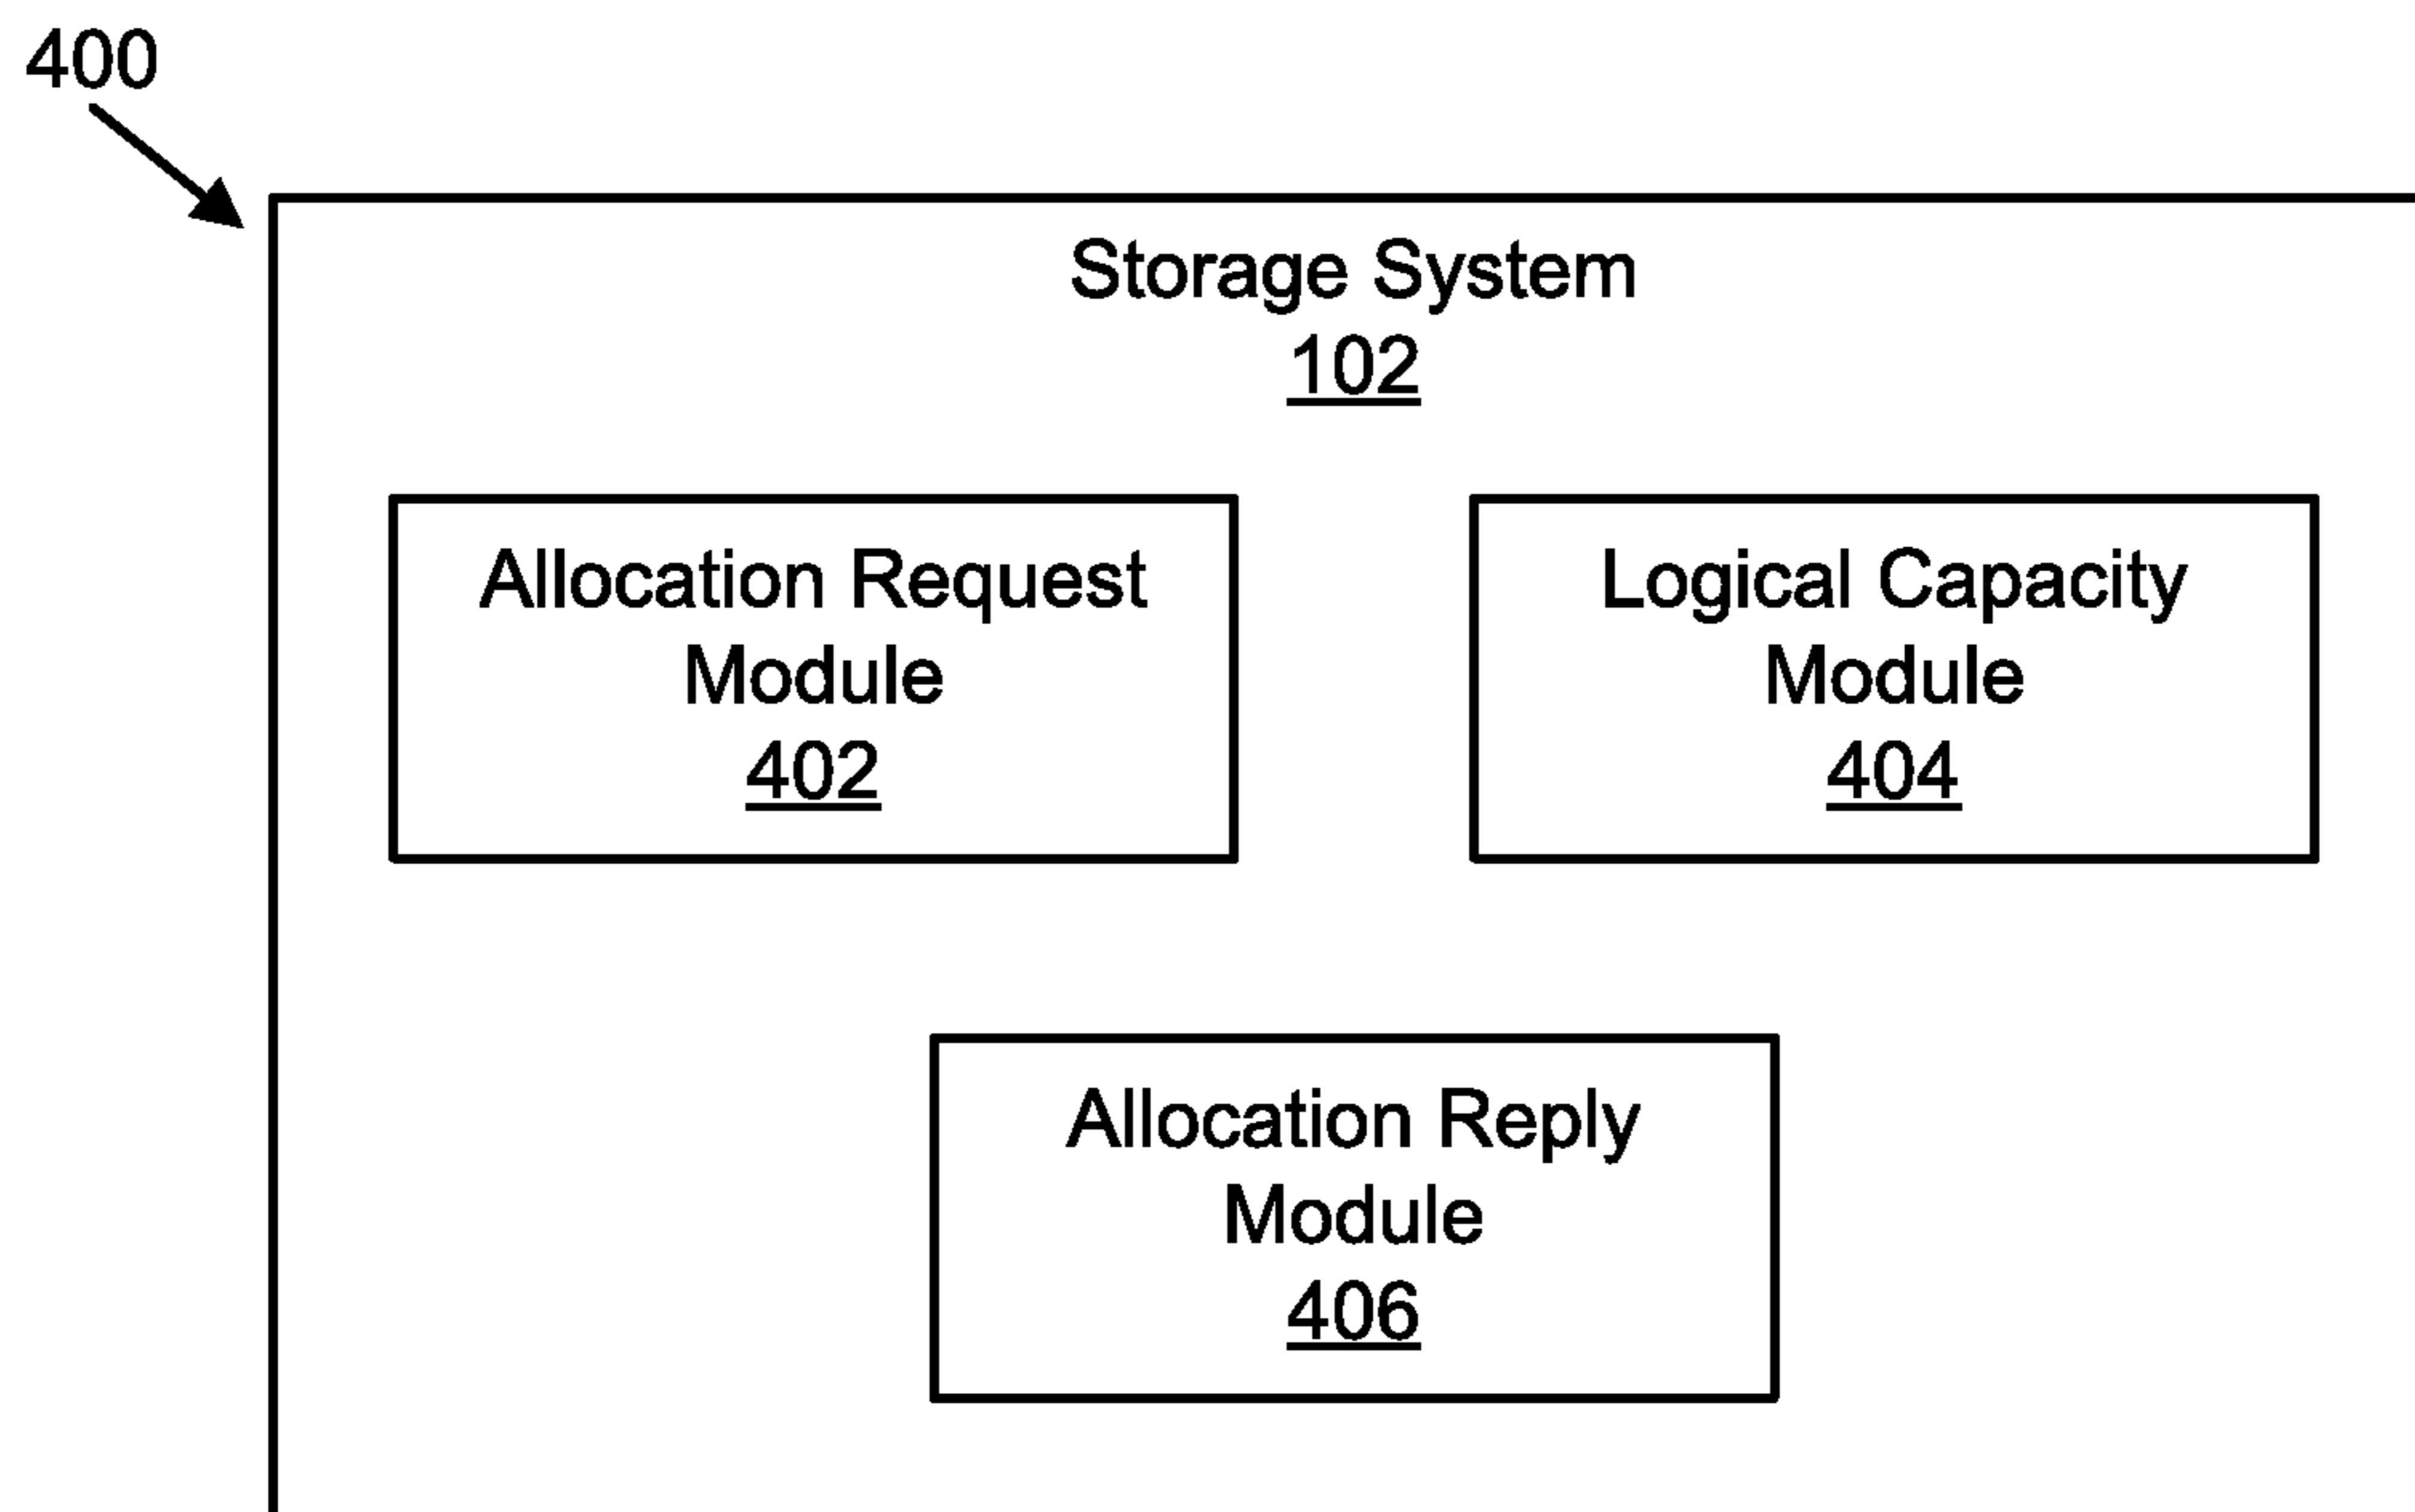 400
Storage System
102
Allocation Request
Module
402
Logical Capacity
Module
404
Allocation Reply
Module
406